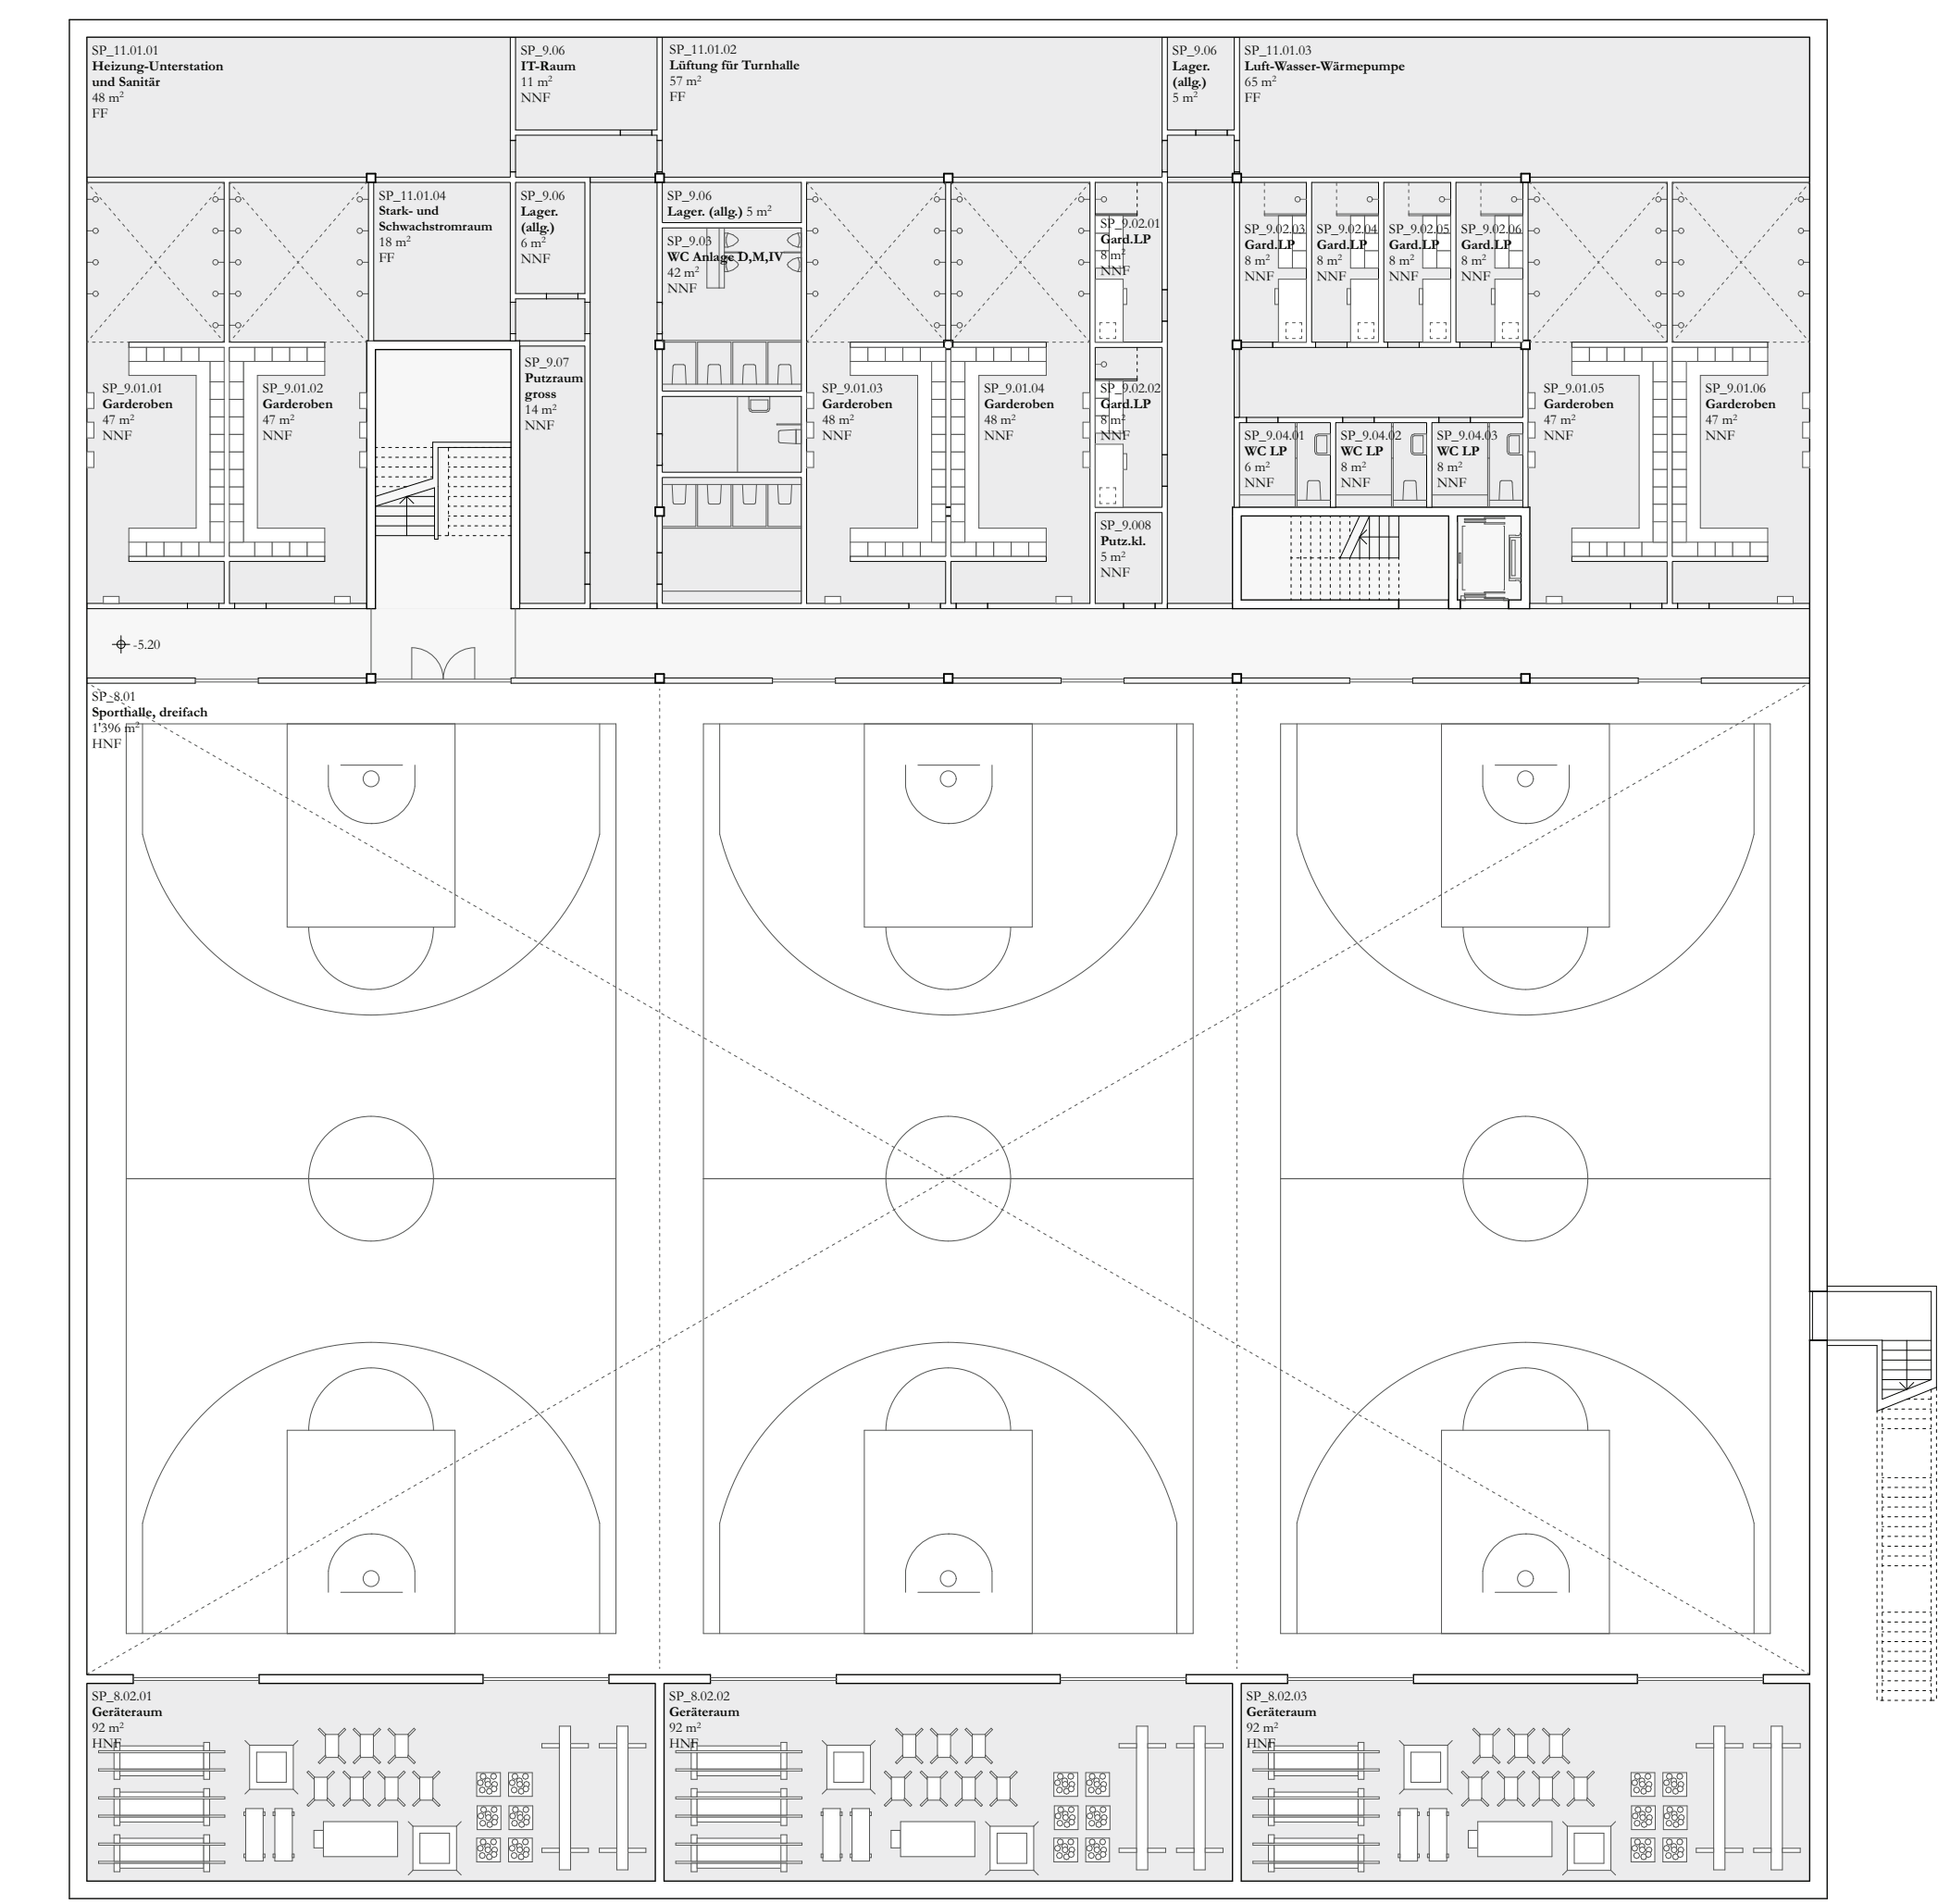 SP_11.01.01
Heizung-Unterstation
und Sanitär
48 m²
FF
SP_9.06
IT-Raum
11 m²
NNF
SP_11.01.02
Lüftung für Turnhalle
57 m²
FF
SP_9.06
Lager.
(allg.)
5 m²
SP_11.01.03
Luft-Wasser-Wärmepumpe
65 m²
FF
SP_11.01.04
Stark- und
Schwachstromraum
18 m²
FF
SP_9.06
Lager.
(allg.)
6 m²
NNF
SP_9.06
Lager. (allg.) 5 m²
SP_9.03
WC Anlage D,M,IV
42 m²
NNF
SP_9.02.01
Gard.LP
8 m²
NNF
SP_9.02.03
Gard.LP
8 m²
NNF
SP_9.02.04
Gard.LP
8 m²
NNF
SP_9.02.05
Gard.LP
8 m²
NNF
SP_9.02.06
Gard.LP
8 m²
NNF
SP_9.01.01
Garderoben
47 m²
NNF
SP_9.01.02
Garderoben
47 m²
NNF
SP_9.07
Putzraum
gross
14 m²
NNF
SP_9.01.03
Garderoben
48 m²
NNF
SP_9.01.04
Garderoben
48 m²
NNF
SP_9.02.02
Gard.LP
8 m²
NNF
SP_9.04.01
WC LP
6 m²
NNF
SP_9.04.02
WC LP
8 m²
NNF
SP_9.04.03
WC LP
8 m²
NNF
SP_9.01.05
Garderoben
47 m²
NNF
SP_9.01.06
Garderoben
47 m²
NNF
SP_9.008
Putz.kl.
5 m²
NNF
-5.20
SP_8.01
Sporthalle, dreifach
1'396 m²
HNF
SP_8.02.01
Geräteraum
92 m²
HNF
SP_8.02.02
Geräteraum
92 m²
HNF
SP_8.02.03
Geräteraum
92 m²
HNF